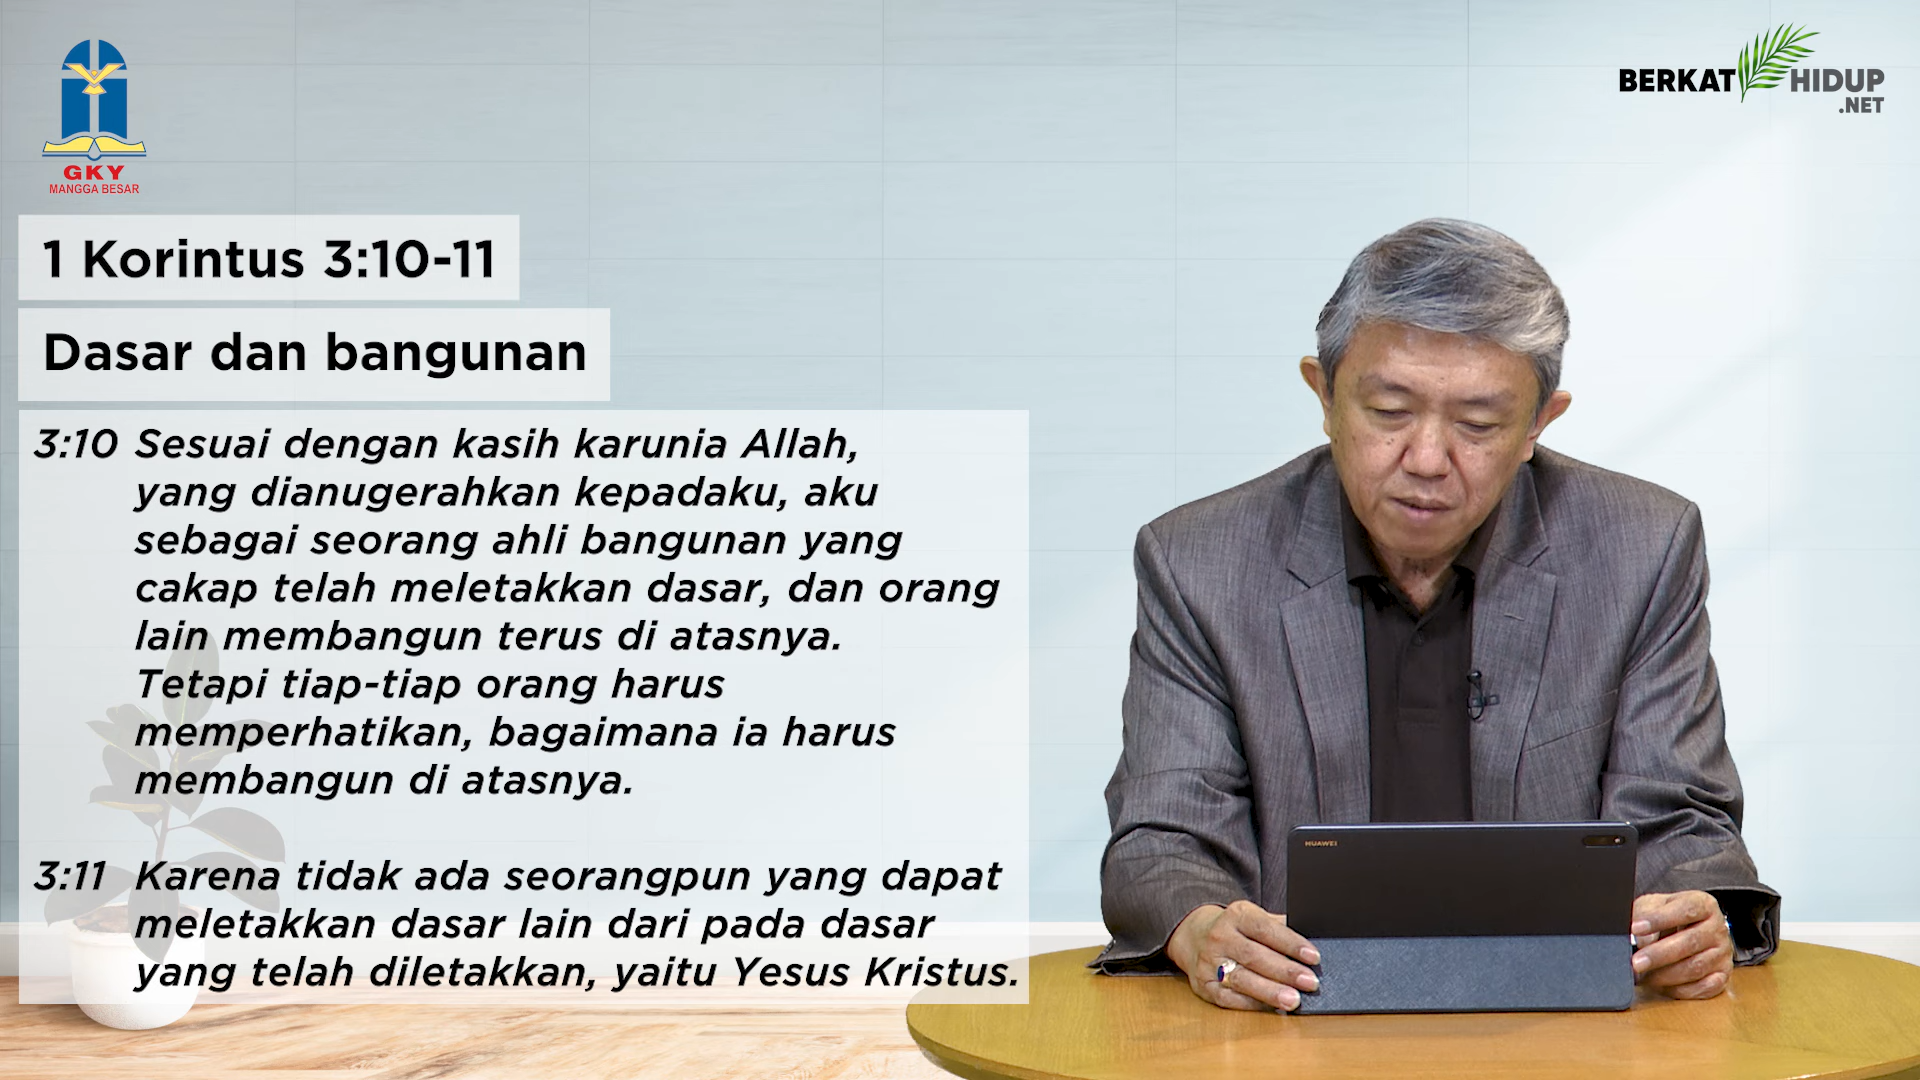 GKY
MANGGA BESAR
BERKAT HIDUP
.NET
1 Korintus 3:10-11
Dasar dan bangunan
3:10 Sesuai dengan kasih karunia Allah,
yang dianugerahkan kepadaku, aku
sebagai seorang ahli bangunan yang
cakap telah meletakkan dasar, dan orang
lain membangun terus di atasnya.
Tetapi tiap-tiap orang harus
memperhatikan, bagaimana ia harus
membangun di atasnya.
3:11 Karena tidak ada seorangpun yang dapat
meletakkan dasar lain dari pada dasar
yang telah diletakkan, yaitu Yesus Kristus.
HUAWEI